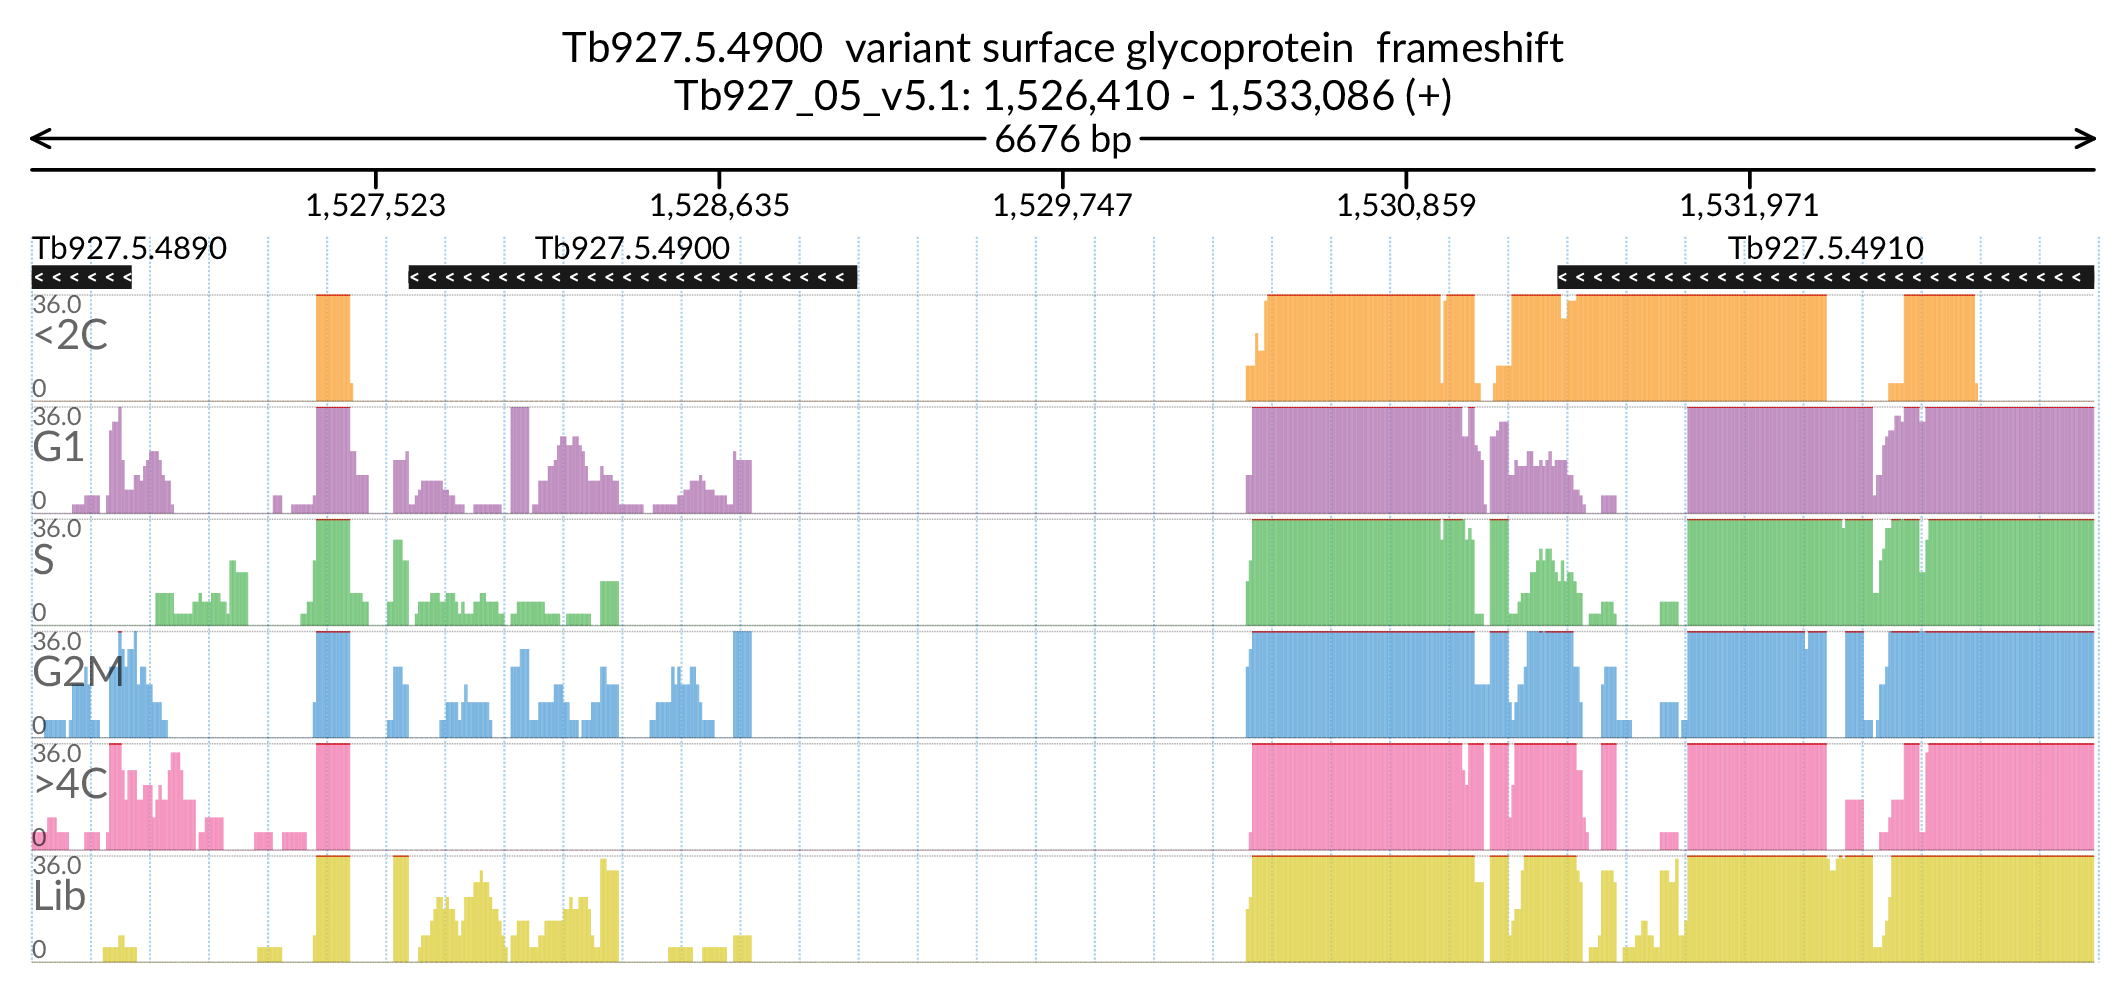 Tb927.5.4900 variant surface glycoprotein frameshift
Tb927_05_v5.1: 1,526,410 - 1,533,086 (+)
6676 bp
1,527,523 1,528,635 1,529,747 1,530,859 1,531,971
Tb927.5.4890 Tb927.5.4900 Tb927.5.4910
36.0
<2C
0
36.0
G1
0
36.0
S
0
36.0
G2M
0
36.0
>4C
0
36.0
Lib
0